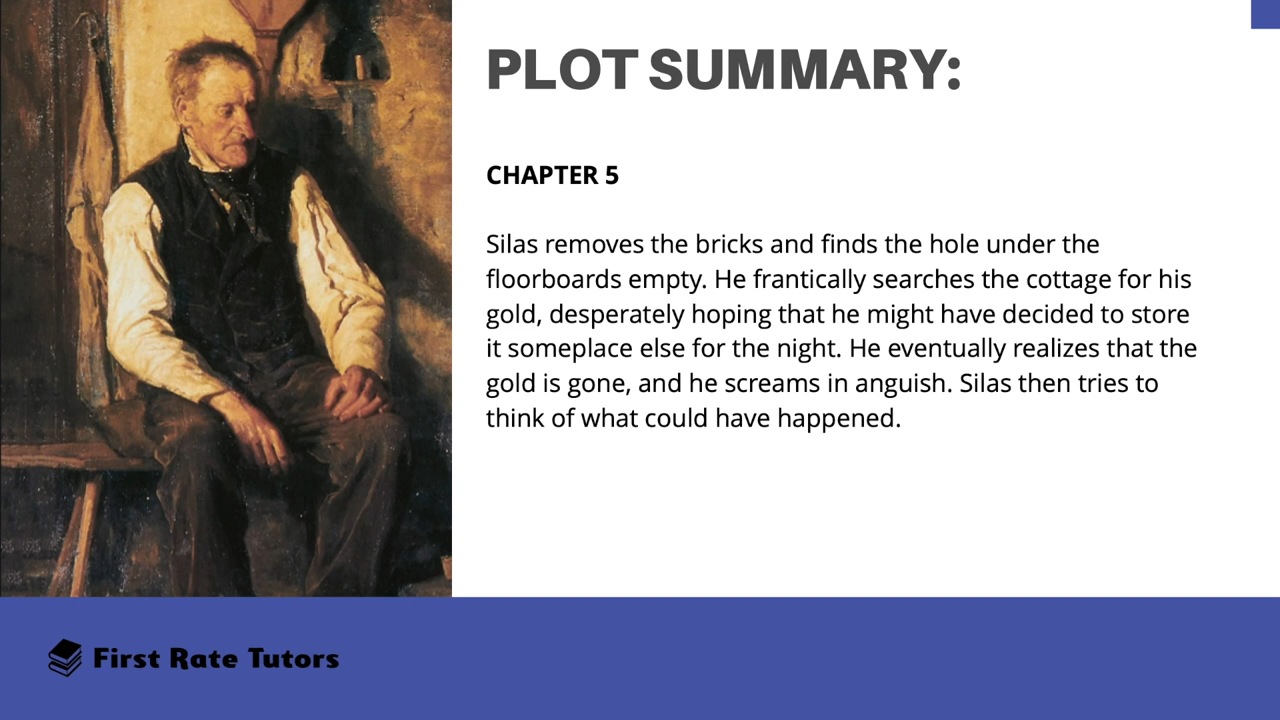 PLOT SUMMARY:
CHAPTER 5
Silas removes the bricks and finds the hole under the
floorboards empty. He frantically searches the cottage for his
gold, desperately hoping that he might have decided to store
it someplace else for the night. He eventually realizes that the
gold is gone, and he screams in anguish. Silas then tries to
think of what could have happened.
First Rate Tutors